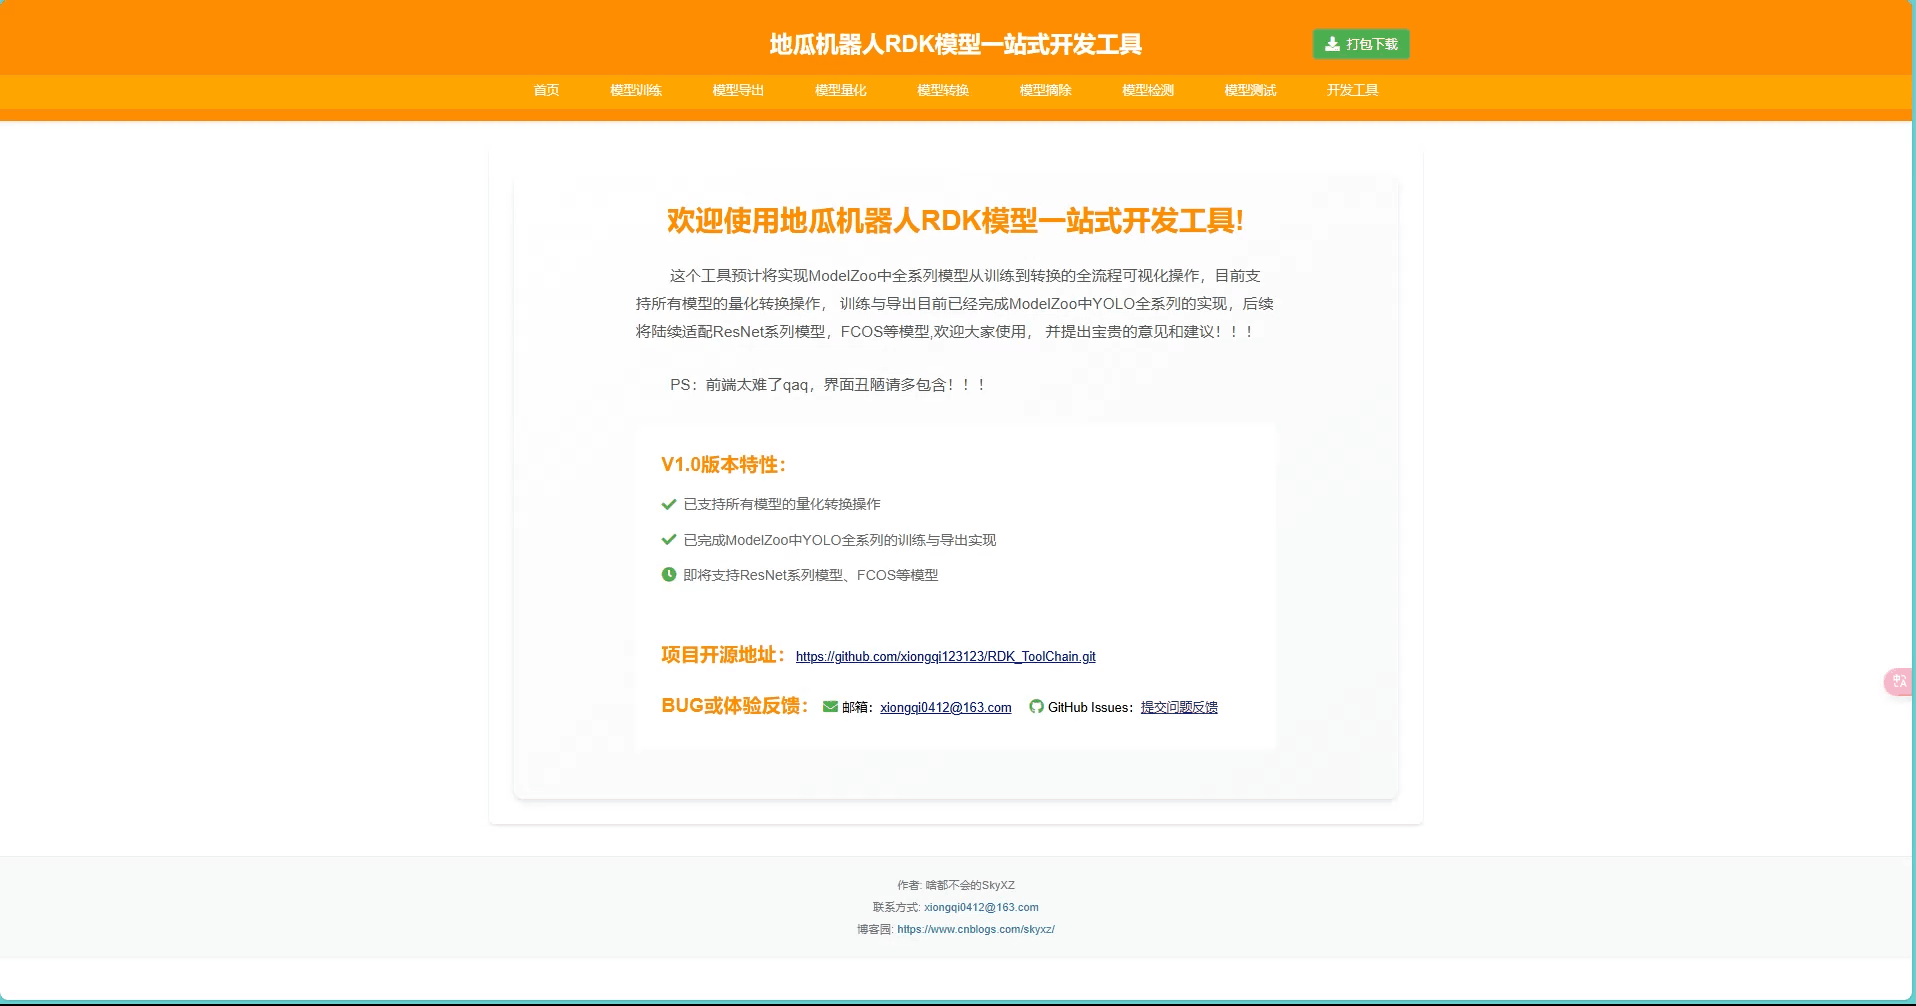 地瓜机器人RDK模型一站式开发工具
打包下载
首页 模型训练 模型导出 模型量化 模型转换 模型摘除 模型检测 模型测试 开发工具
欢迎使用地瓜机器人RDK模型一站式开发工具!
这个工具预计将实现ModelZoo中全系列模型从训练到转换的全流程可视化操作，目前支
持所有模型的量化转换操作， 训练与导出目前已经完成ModelZoo中YOLO全系列的实现，后续
将陆续适配ResNet系列模型，FCOS等模型,欢迎大家使用， 并提出宝贵的意见和建议！！！
PS：前端太难了qaq，界面丑陋请多包含！！！
V1.0版本特性：
已支持所有模型的量化转换操作
已完成ModelZoo中YOLO全系列的训练与导出实现
即将支持ResNet系列模型、FCOS等模型
项目开源地址：https://github.com/xiongqi123123/RDK_ToolChain.git
BUG或体验反馈：邮箱：xiongqi0412@163.com GitHub Issues：提交问题反馈
作者: 啥都不会的SkyXZ
联系方式: xiongqi0412@163.com
博客园: https://www.cnblogs.com/skyxz/